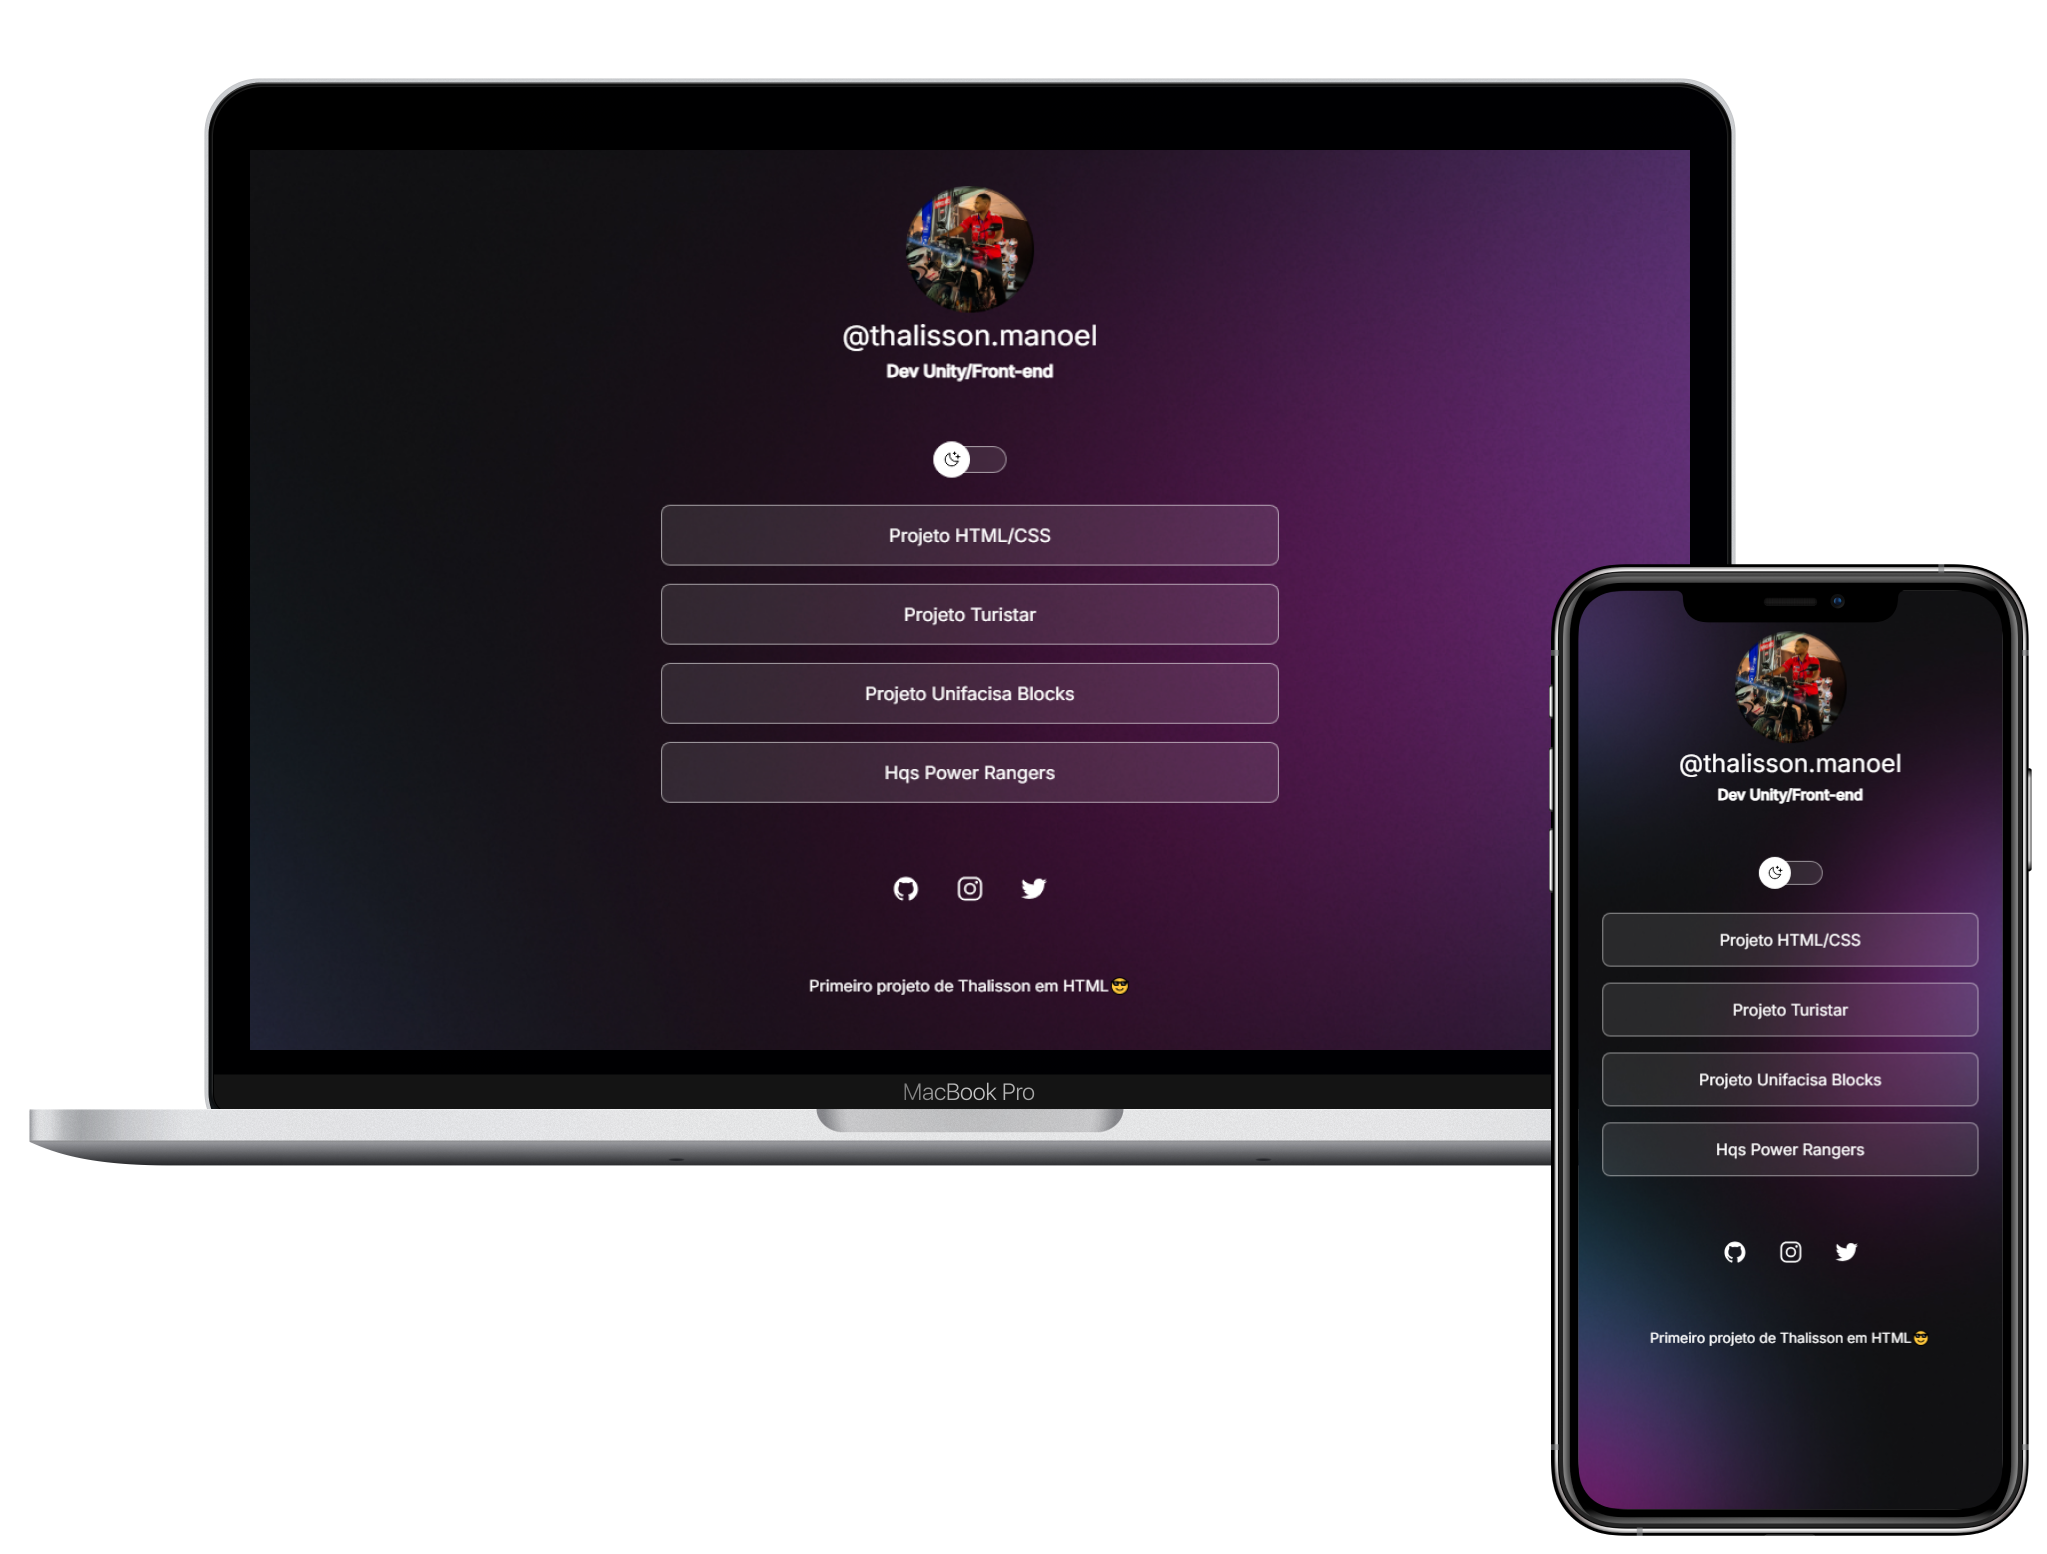 @thalisson.manoel
Dev Unity/Front-end
Projeto HTML/CSS
Projeto Turistar
Projeto Unifacisa Blocks
Hqs Power Rangers
Primeiro projeto de Thalisson em HTML😎
MacBook Pro
@thalisson.manoel
Dev Unity/Front-end
Projeto HTML/CSS
Projeto Turistar
Projeto Unifacisa Blocks
Hqs Power Rangers
Primeiro projeto de Thalisson em HTML😎